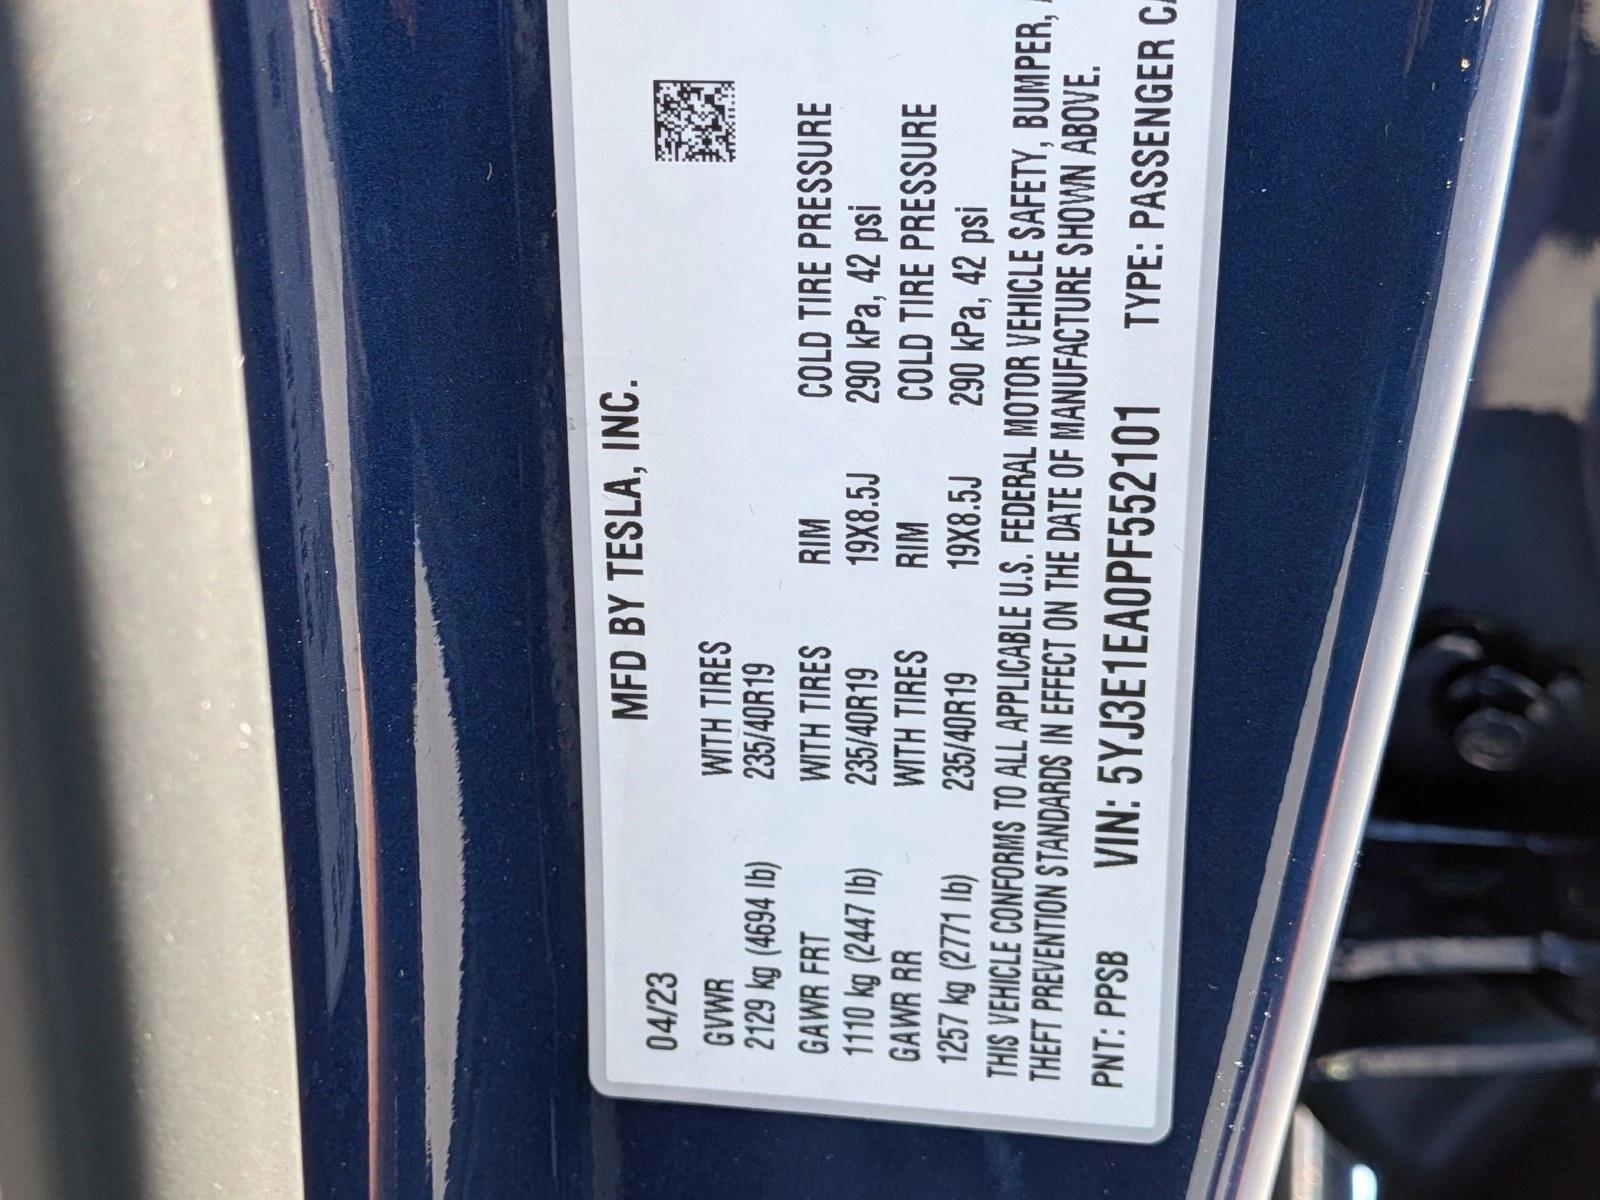 MFD BY TESLA, INC.
04/23
GVWR WITH TIRES
2129 kg (4694 lb) 235/40R19
GAWR FRT WITH TIRES RIM COLD TIRE PRESSURE
1110 kg (2447 lb) 235/40R19 19X8.5J 290 kPa, 42 psi
GAWR RR WITH TIRES RIM COLD TIRE PRESSURE
1257 kg (2771 lb) 235/40R19 19X8.5J 290 kPa, 42 psi
THIS VEHICLE CONFORMS TO ALL APPLICABLE U.S. FEDERAL MOTOR VEHICLE SAFETY, BUMPER,
THEFT PREVENTION STANDARDS IN EFFECT ON THE DATE OF MANUFACTURE SHOWN ABOVE.
PNT: PPSB VIN: 5YJ3E1EA0PF552101 TYPE: PASSENGER